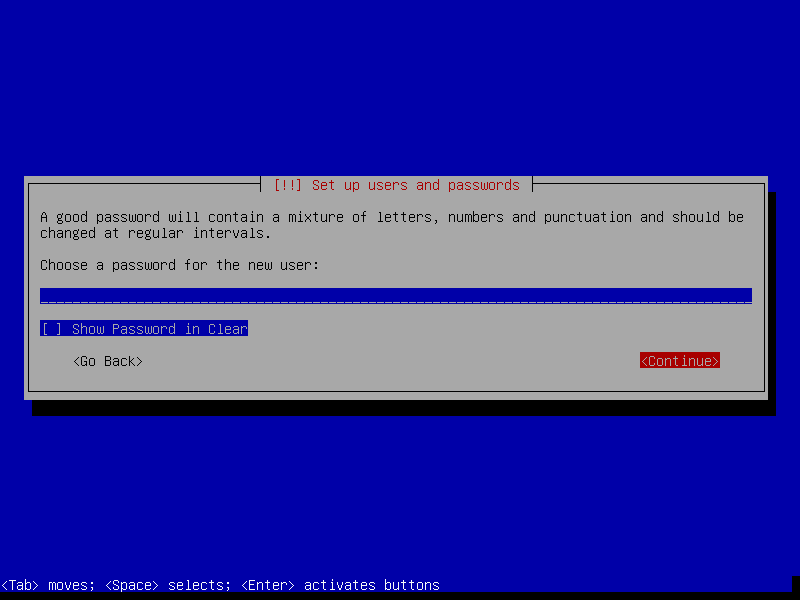 [!!] Set up users and passwords
A good password will contain a mixture of letters, numbers and punctuation and should be
changed at regular intervals.
Choose a password for the new user:
[ ] Show Password in Clear
<Go Back> <Continue>
<Tab> moves; <Space> selects; <Enter> activates buttons